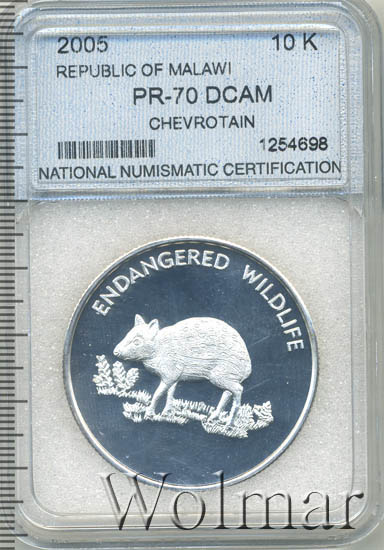 2005 10 K
REPUBLIC OF MALAWI
PR-70 DCAM
CHEVROTAIN
1254698
NATIONAL NUMISMATIC CERTIFICATION
ENDANGERED WILDLIFE
Wolmar